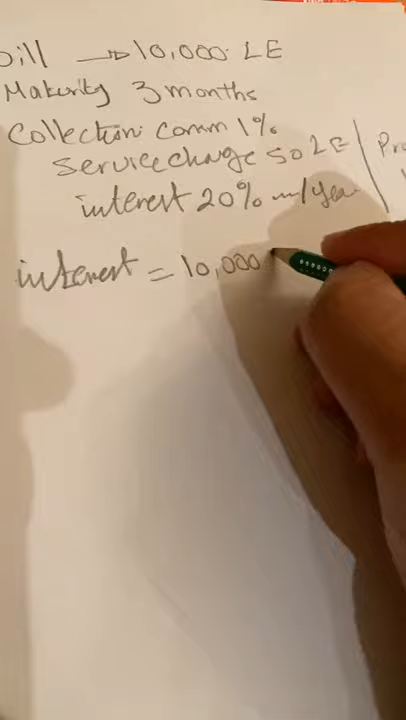 bill → 10,000 LE
Maturity 3 months
Collection Comm 1%
Service charge 50 LE
interest 20%
interest = 10,000